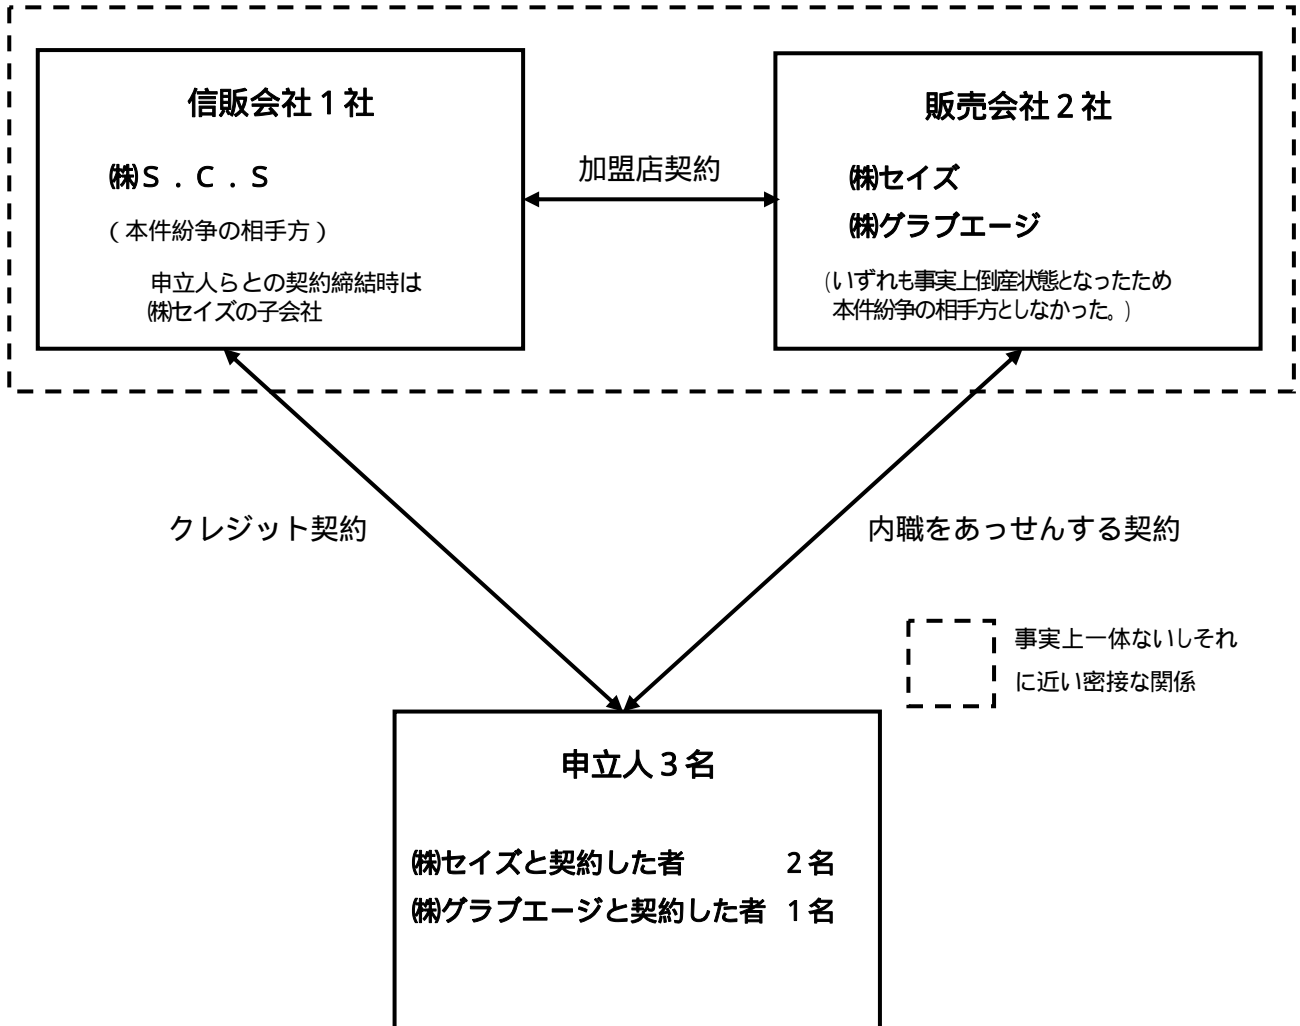 信販会社１社
㈱Ｓ．Ｃ．Ｓ
（本件紛争の相手方）
申立人らとの契約締結時は
㈱セイズの子会社
加盟店契約
販売会社２社
㈱セイズ
㈱グラブエージ
（いずれも事実上倒産状態となったため
本件紛争の相手方としなかった。）
クレジット契約
内職をあっせんする契約
事実上一体ないしそれ
に近い密接な関係
申立人３名
㈱セイズと契約した者　２名
㈱グラブエージと契約した者　１名